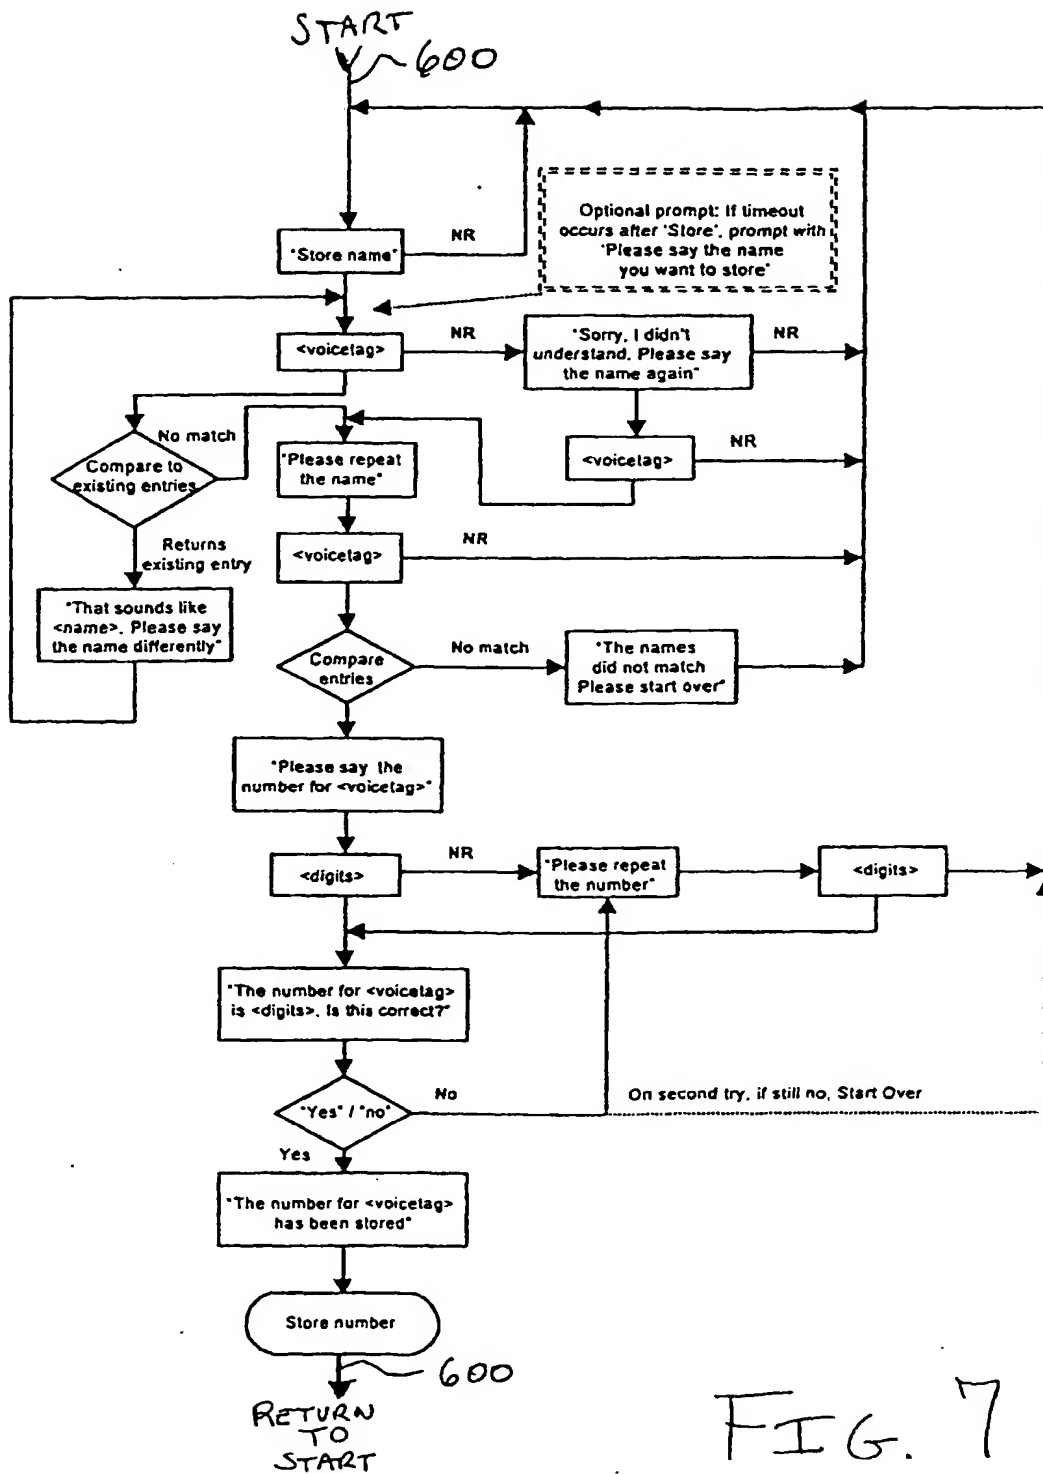 START
600
Optional prompt: If timeout
occurs after 'Store', prompt with
'Please say the name
you want to store"
"Store name"
NR
<voicetag>
NR
"Sorry, I didn't
understand. Please say
the name again"
NR
No match
Compare to
existing entries
"Please repeat
the name"
<voicetag>
NR
Returns
existing entry
<voicetag>
NR
"That sounds like
<name>. Please say
the name differently"
Compare
entries
No match
"The names
did not match
Please start over"
"Please say the
number for <voicetag>"
<digits>
NR
"Please repeat
the number"
<digits>
"The number for <voicetag>
is <digits>. Is this correct?"
"Yes" / "no"
No
On second try, if still no, Start Over
Yes
"The number for <voicetag>
has been stored"
Store number
600
RETURN
TO
START
FIG. 7